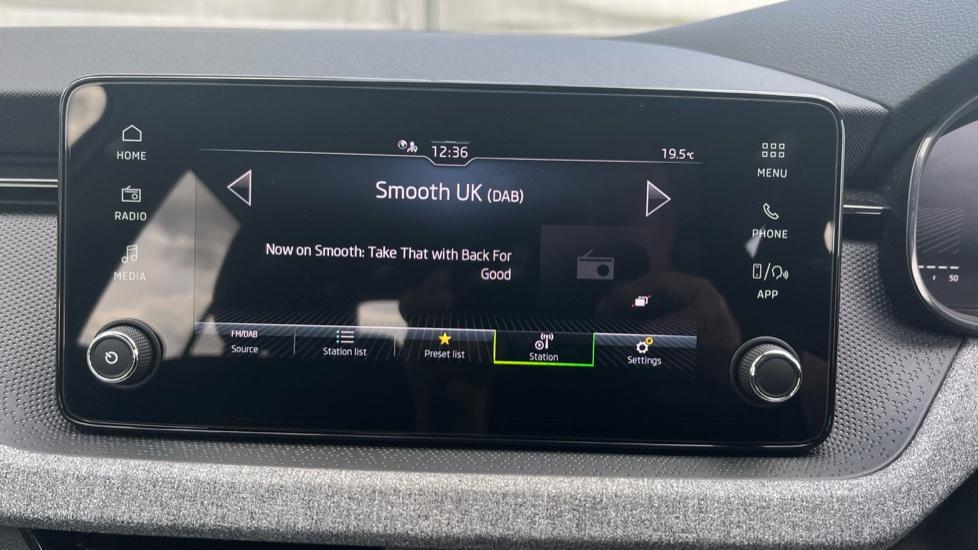 12:36
19.5°C
HOME
RADIO
MEDIA
Smooth UK (DAB)
Now on Smooth: Take That with Back For
Good
MENU
PHONE
APP
FM/DAB
Source
Station list
Preset list
Station
Settings
50